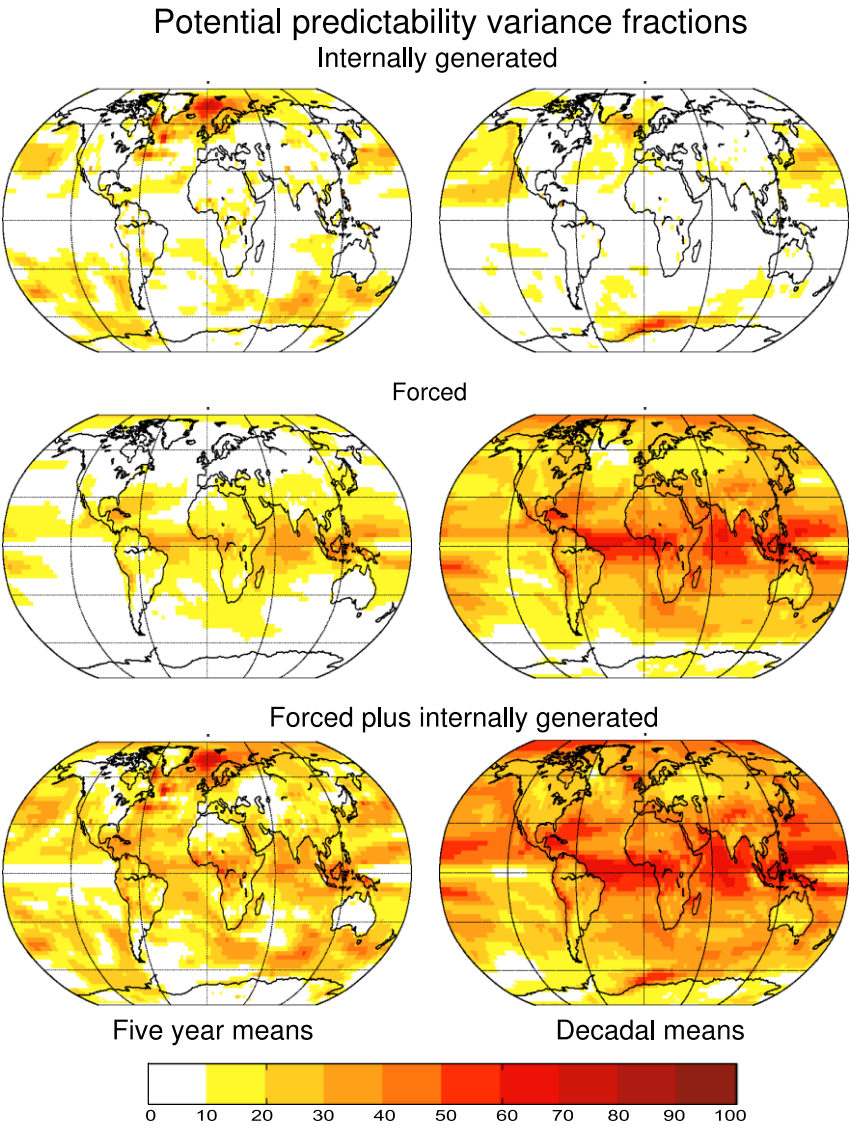 Potential predictability variance fractions
Internally generated
Forced
Forced plus internally generated
Five year means Decadal means
0 10 20 30 40 50 60 70 80 90 100